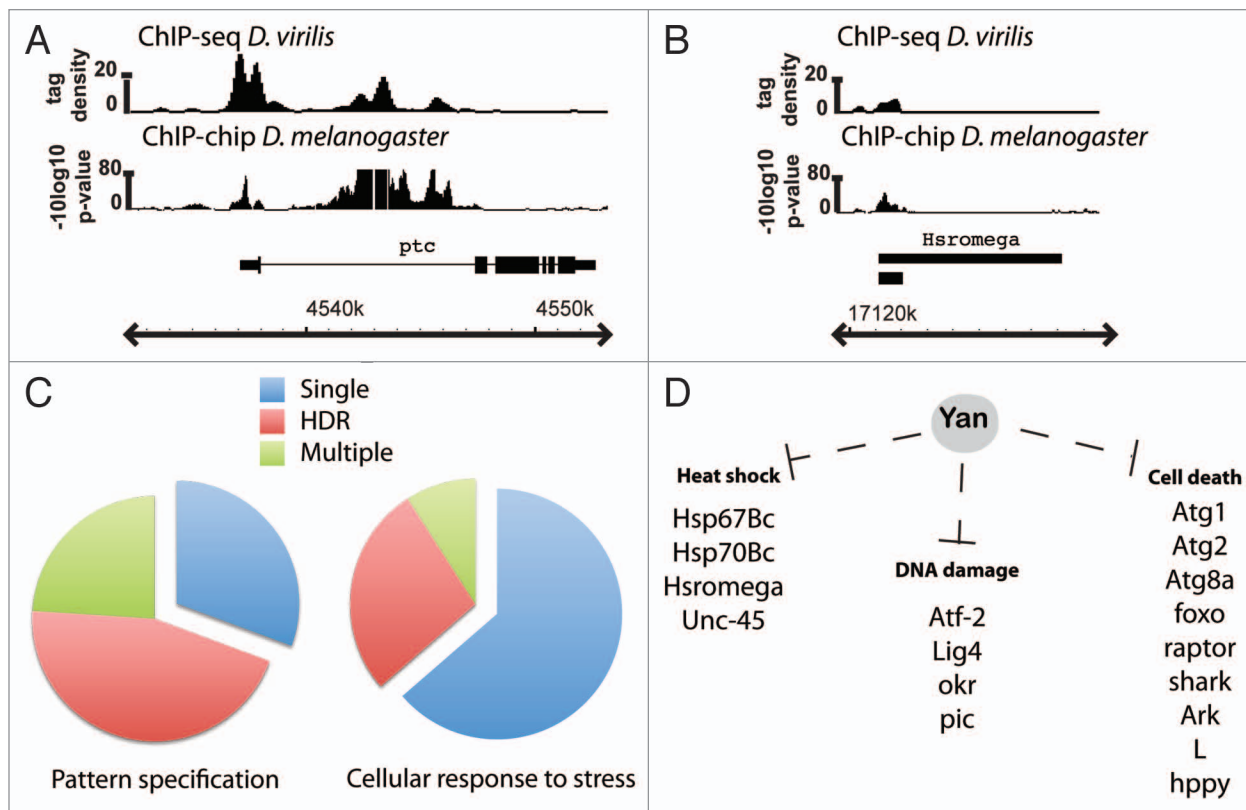 A
ChIP-seq D. virilis
tag density
20
0
ChIP-chip D. melanogaster
-10log10 p-value
80
0
ptc
4540k 4550k
B
ChIP-seq D. virilis
tag density
20
0
ChIP-chip D. melanogaster
-10log10 p-value
80
0
Hsromega
17120k
C
Single
HDR
Multiple
Pattern specification
Cellular response to stress
D
Yan
Heat shock
Hsp67Bc
Hsp70Bc
Hsromega
Unc-45
DNA damage
Atf-2
Lig4
okr
pic
Cell death
Atg1
Atg2
Atg8a
foxo
raptor
shark
Ark
L
hppy